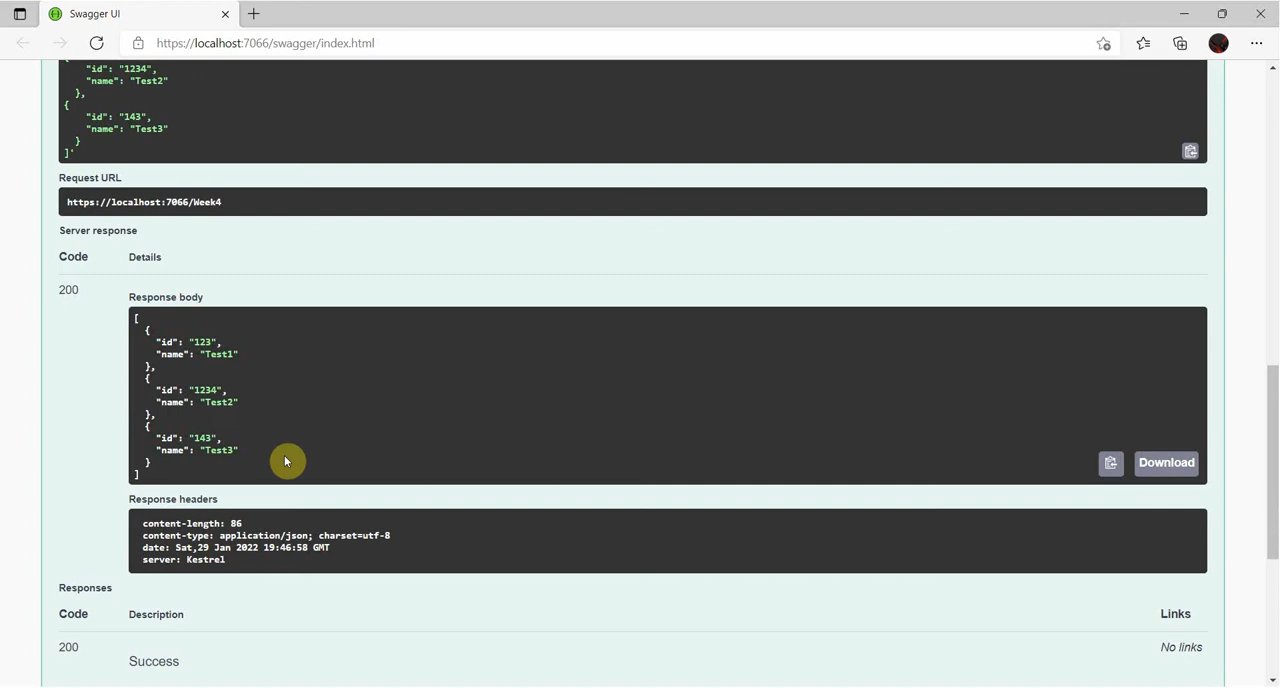 Swagger UI
https://localhost:7066/swagger/index.html
{
"id": "1234",
"name": "Test2"
},
{
"id": "143",
"name": "Test3"
}
]'
Request URL
https://localhost:7066/Week4
Server response
Code Details
200
Response body
[
{
"id": "123",
"name": "Test1"
},
{
"id": "1234",
"name": "Test2"
},
{
"id": "143",
"name": "Test3"
}
]
Download
Response headers
content-length: 86
content-type: application/json; charset=utf-8
date: Sat,29 Jan 2022 19:46:58 GMT
server: Kestrel
Responses
Code Description Links
200 No links
Success